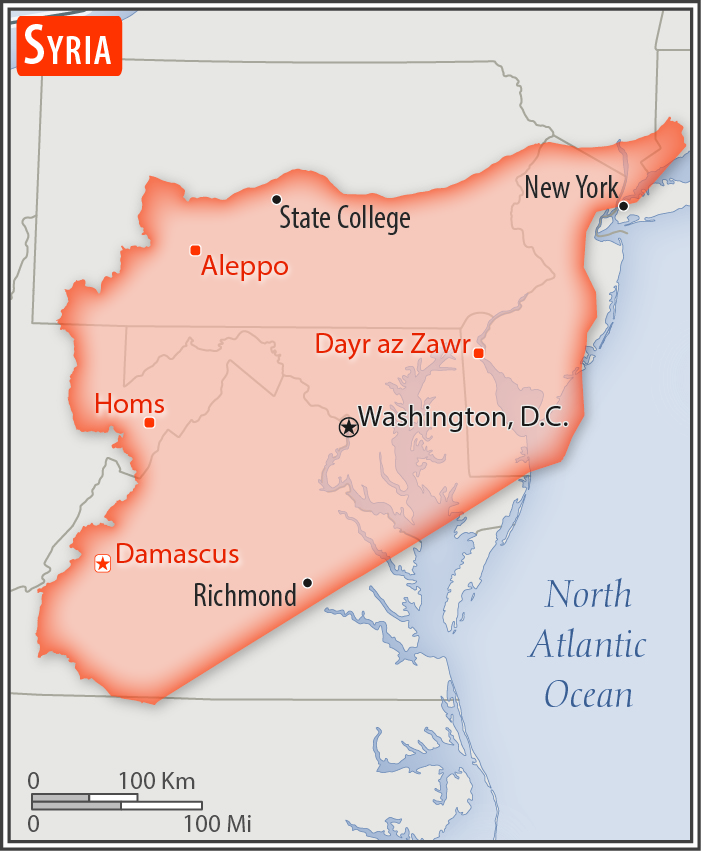 SYRIA
New York
State College
Aleppo
Dayr az Zawr
Homs
Washington, D.C.
Damascus
Richmond
North
Atlantic
Ocean
0 100 Km
0 100 Mi